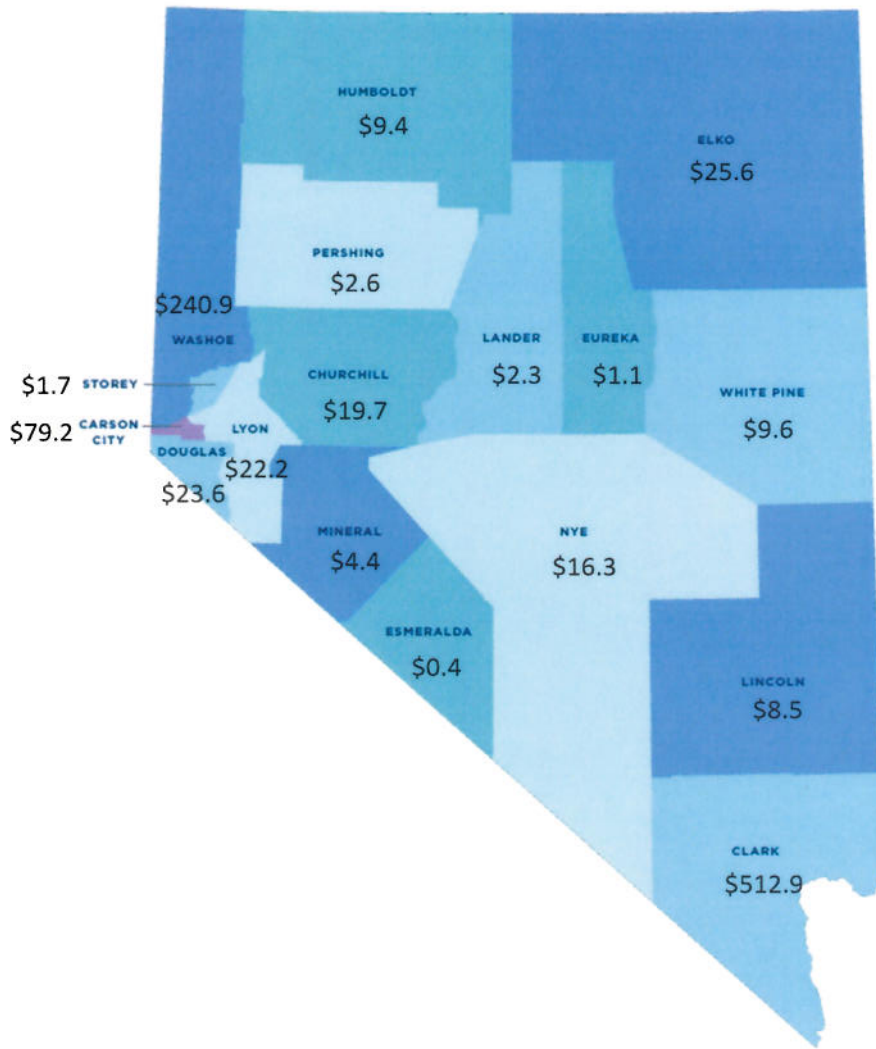 HUMBOLDT
$9.4
ELKO
$25.6
PERSHING
$2.6
$240.9
WASHOE
LANDER
$2.3
EUREKA
$1.1
CHURCHILL
$19.7
$1.7 STOREY
WHITE PINE
$9.6
$79.2 CARSON
CITY
LYON
$22.2
DOUGLAS
$23.6
MINERAL
$4.4
NYE
$16.3
ESMERALDA
$0.4
LINCOLN
$8.5
CLARK
$512.9